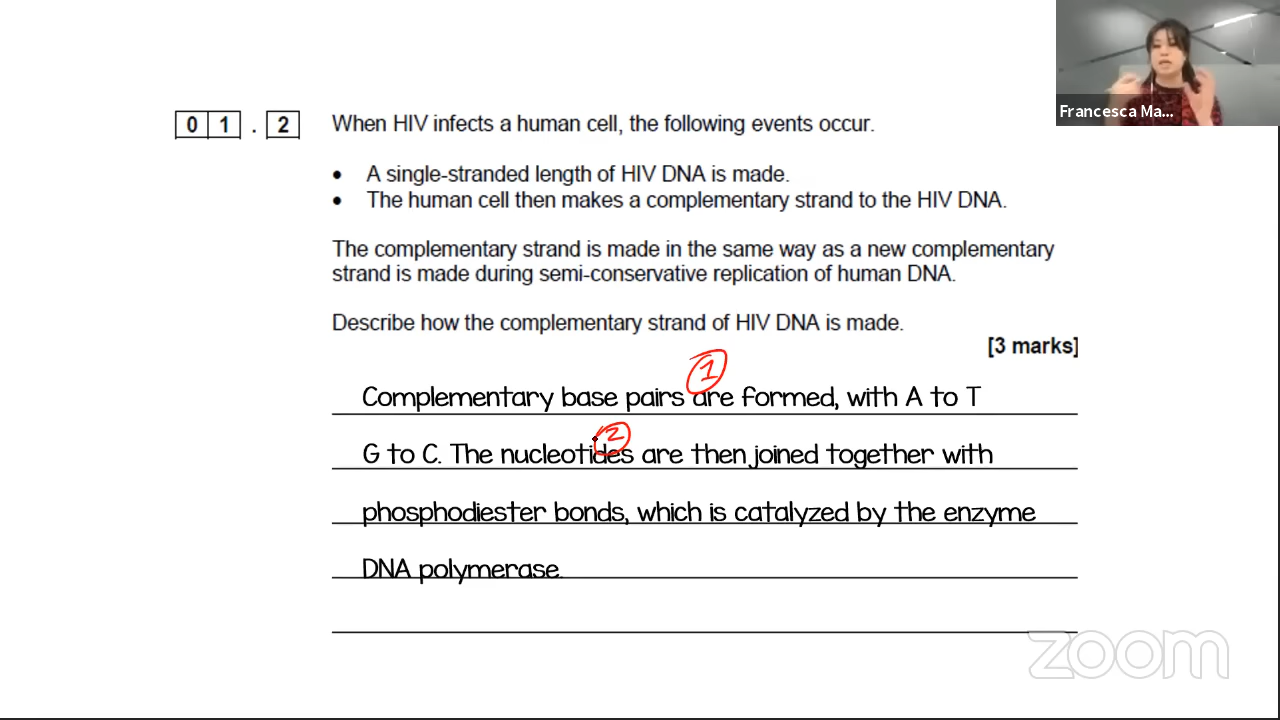 Francesca Ma...
0 1 . 2 When HIV infects a human cell, the following events occur.
• A single-stranded length of HIV DNA is made.
• The human cell then makes a complementary strand to the HIV DNA.
The complementary strand is made in the same way as a new complementary
strand is made during semi-conservative replication of human DNA.
Describe how the complementary strand of HIV DNA is made.
[3 marks]
1
Complementary base pairs are formed, with A to T
2
G to C. The nucleotides are then joined together with
phosphodiester bonds, which is catalyzed by the enzyme
DNA polymerase.
zoom